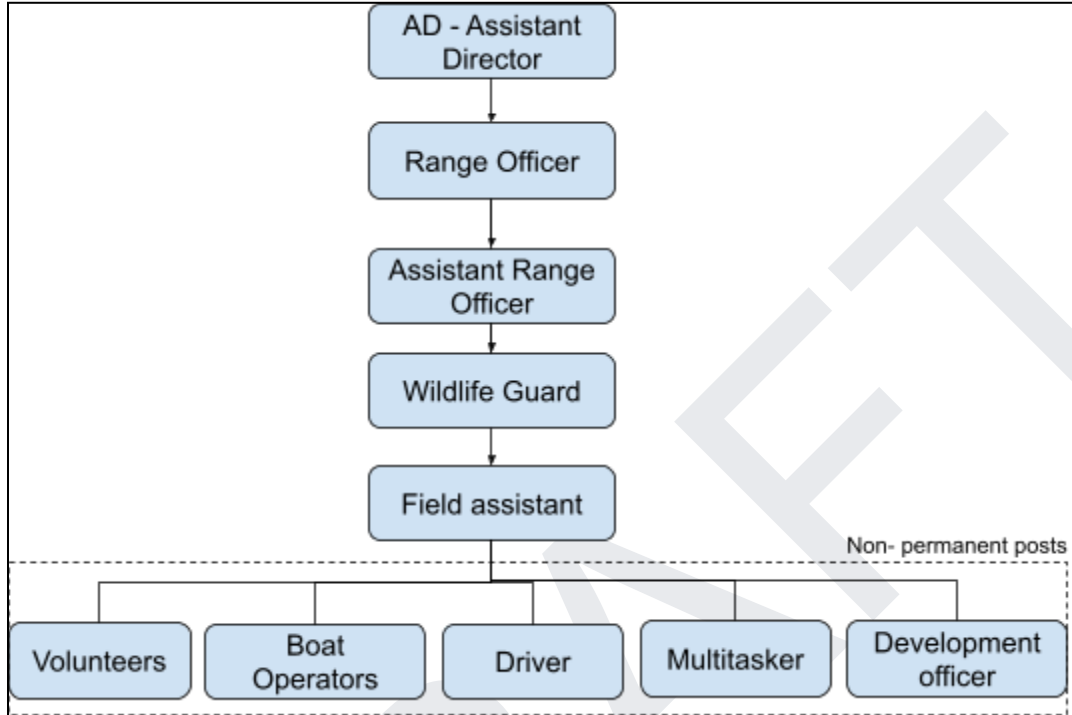 AD - Assistant
Director
Range Officer
Assistant Range
Officer
Wildlife Guard
Field assistant
Non- permanent posts
Volunteers
Boat
Operators
Driver
Multitasker
Development
officer
DRAFT